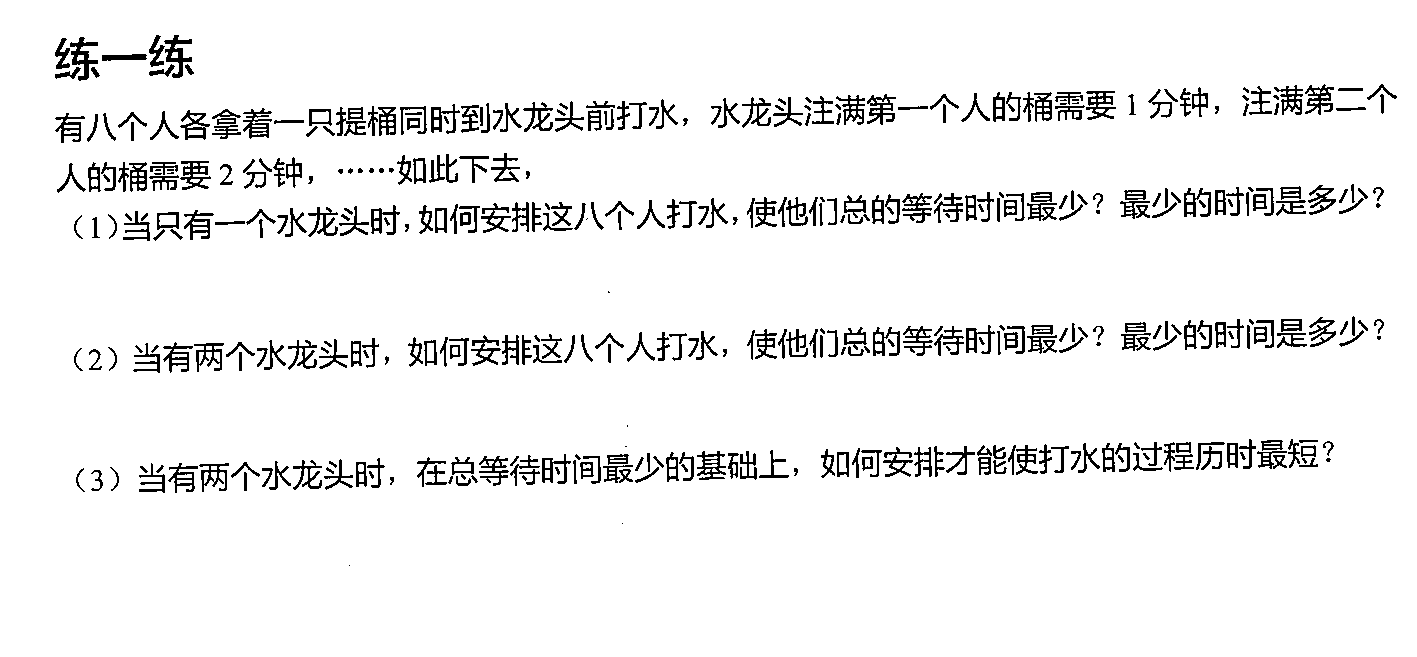 练一练
有八个人各拿着一只提桶同时到水龙头前打水，水龙头注满第一个人的桶需要 1 分钟，注满第二个
人的桶需要 2 分钟，……如此下去，
（1）当只有一个水龙头时，如何安排这八个人打水，使他们总的等待时间最少？最少的时间是多少？
（2）当有两个水龙头时，如何安排这八个人打水，使他们总的等待时间最少？最少的时间是多少？
（3）当有两个水龙头时，在总等待时间最少的基础上，如何安排才能使打水的过程历时最短？